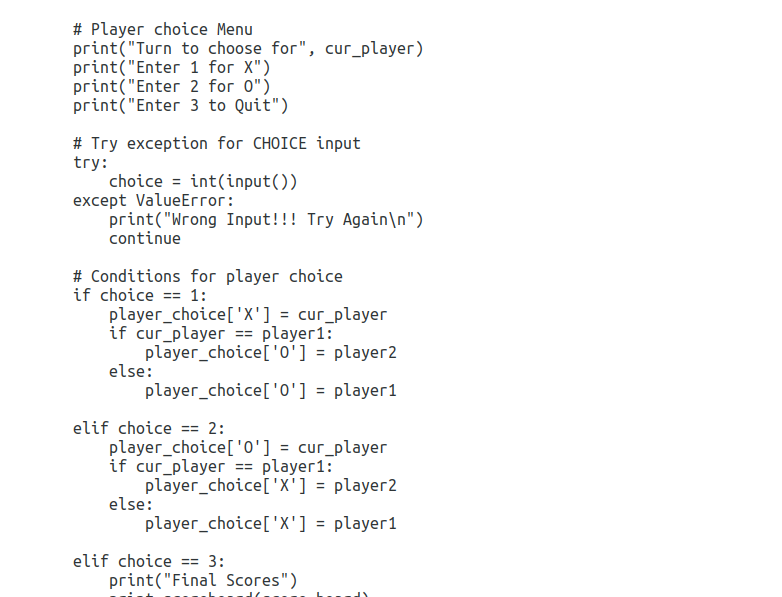 # Player choice Menu
print("Turn to choose for", cur_player)
print("Enter 1 for X")
print("Enter 2 for O")
print("Enter 3 to Quit")
# Try exception for CHOICE input
try:
    choice = int(input())
except ValueError:
    print("Wrong Input!!! Try Again\n")
    continue
# Conditions for player choice
if choice == 1:
    player_choice['X'] = cur_player
    if cur_player == player1:
        player_choice['O'] = player2
    else:
        player_choice['O'] = player1
elif choice == 2:
    player_choice['O'] = cur_player
    if cur_player == player1:
        player_choice['X'] = player2
    else:
        player_choice['X'] = player1
elif choice == 3:
    print("Final Scores")